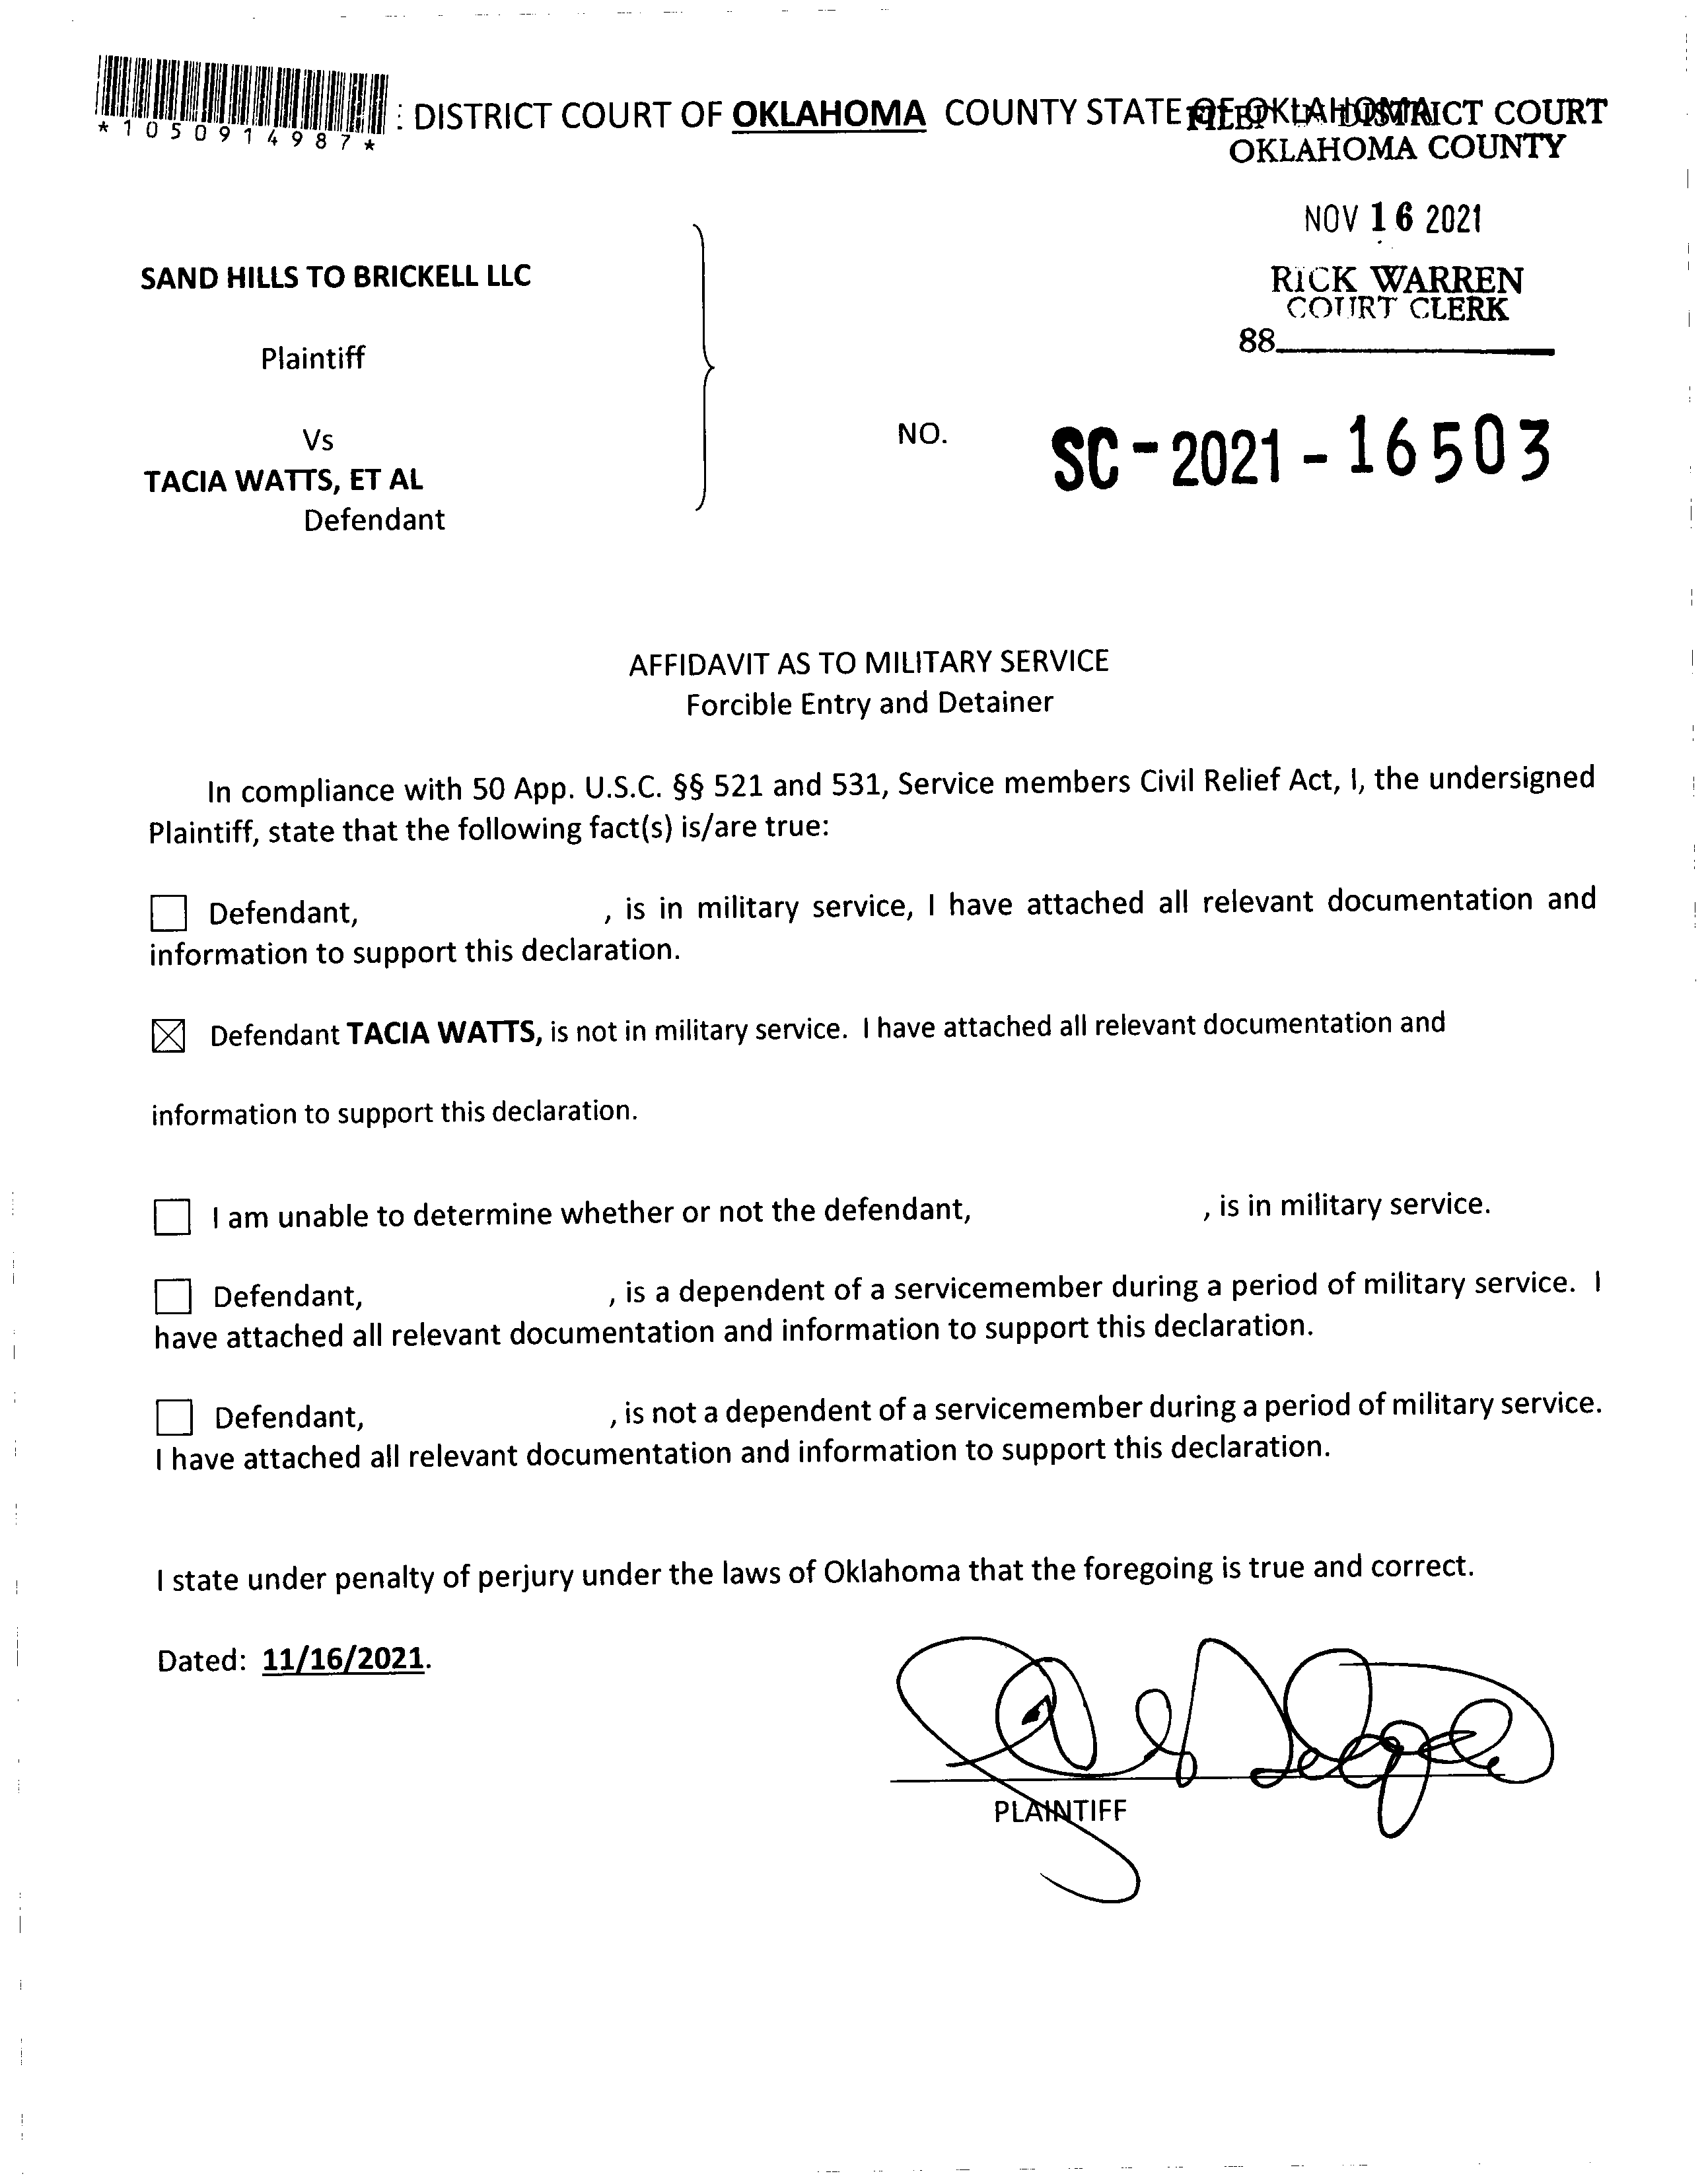 *1050914987*
: DISTRICT COURT OF OKLAHOMA COUNTY STATE OF OKLAHOMA
FILED IN DISTRICT COURT
OKLAHOMA COUNTY
NOV 16 2021
RICK WARREN
COURT CLERK
88
SAND HILLS TO BRICKELL LLC
Plaintiff
Vs
TACIA WATTS, ET AL
Defendant
NO.
SC-2021-16503
AFFIDAVIT AS TO MILITARY SERVICE
Forcible Entry and Detainer
In compliance with 50 App. U.S.C. §§ 521 and 531, Service members Civil Relief Act, I, the undersigned
Plaintiff, state that the following fact(s) is/are true:
Defendant, , is in military service, I have attached all relevant documentation and
information to support this declaration.
Defendant TACIA WATTS, is not in military service. I have attached all relevant documentation and
information to support this declaration.
I am unable to determine whether or not the defendant, , is in military service.
Defendant, , is a dependent of a servicemember during a period of military service. I
have attached all relevant documentation and information to support this declaration.
Defendant, , is not a dependent of a servicemember during a period of military service.
I have attached all relevant documentation and information to support this declaration.
I state under penalty of perjury under the laws of Oklahoma that the foregoing is true and correct.
Dated: 11/16/2021.
PLAINTIFF